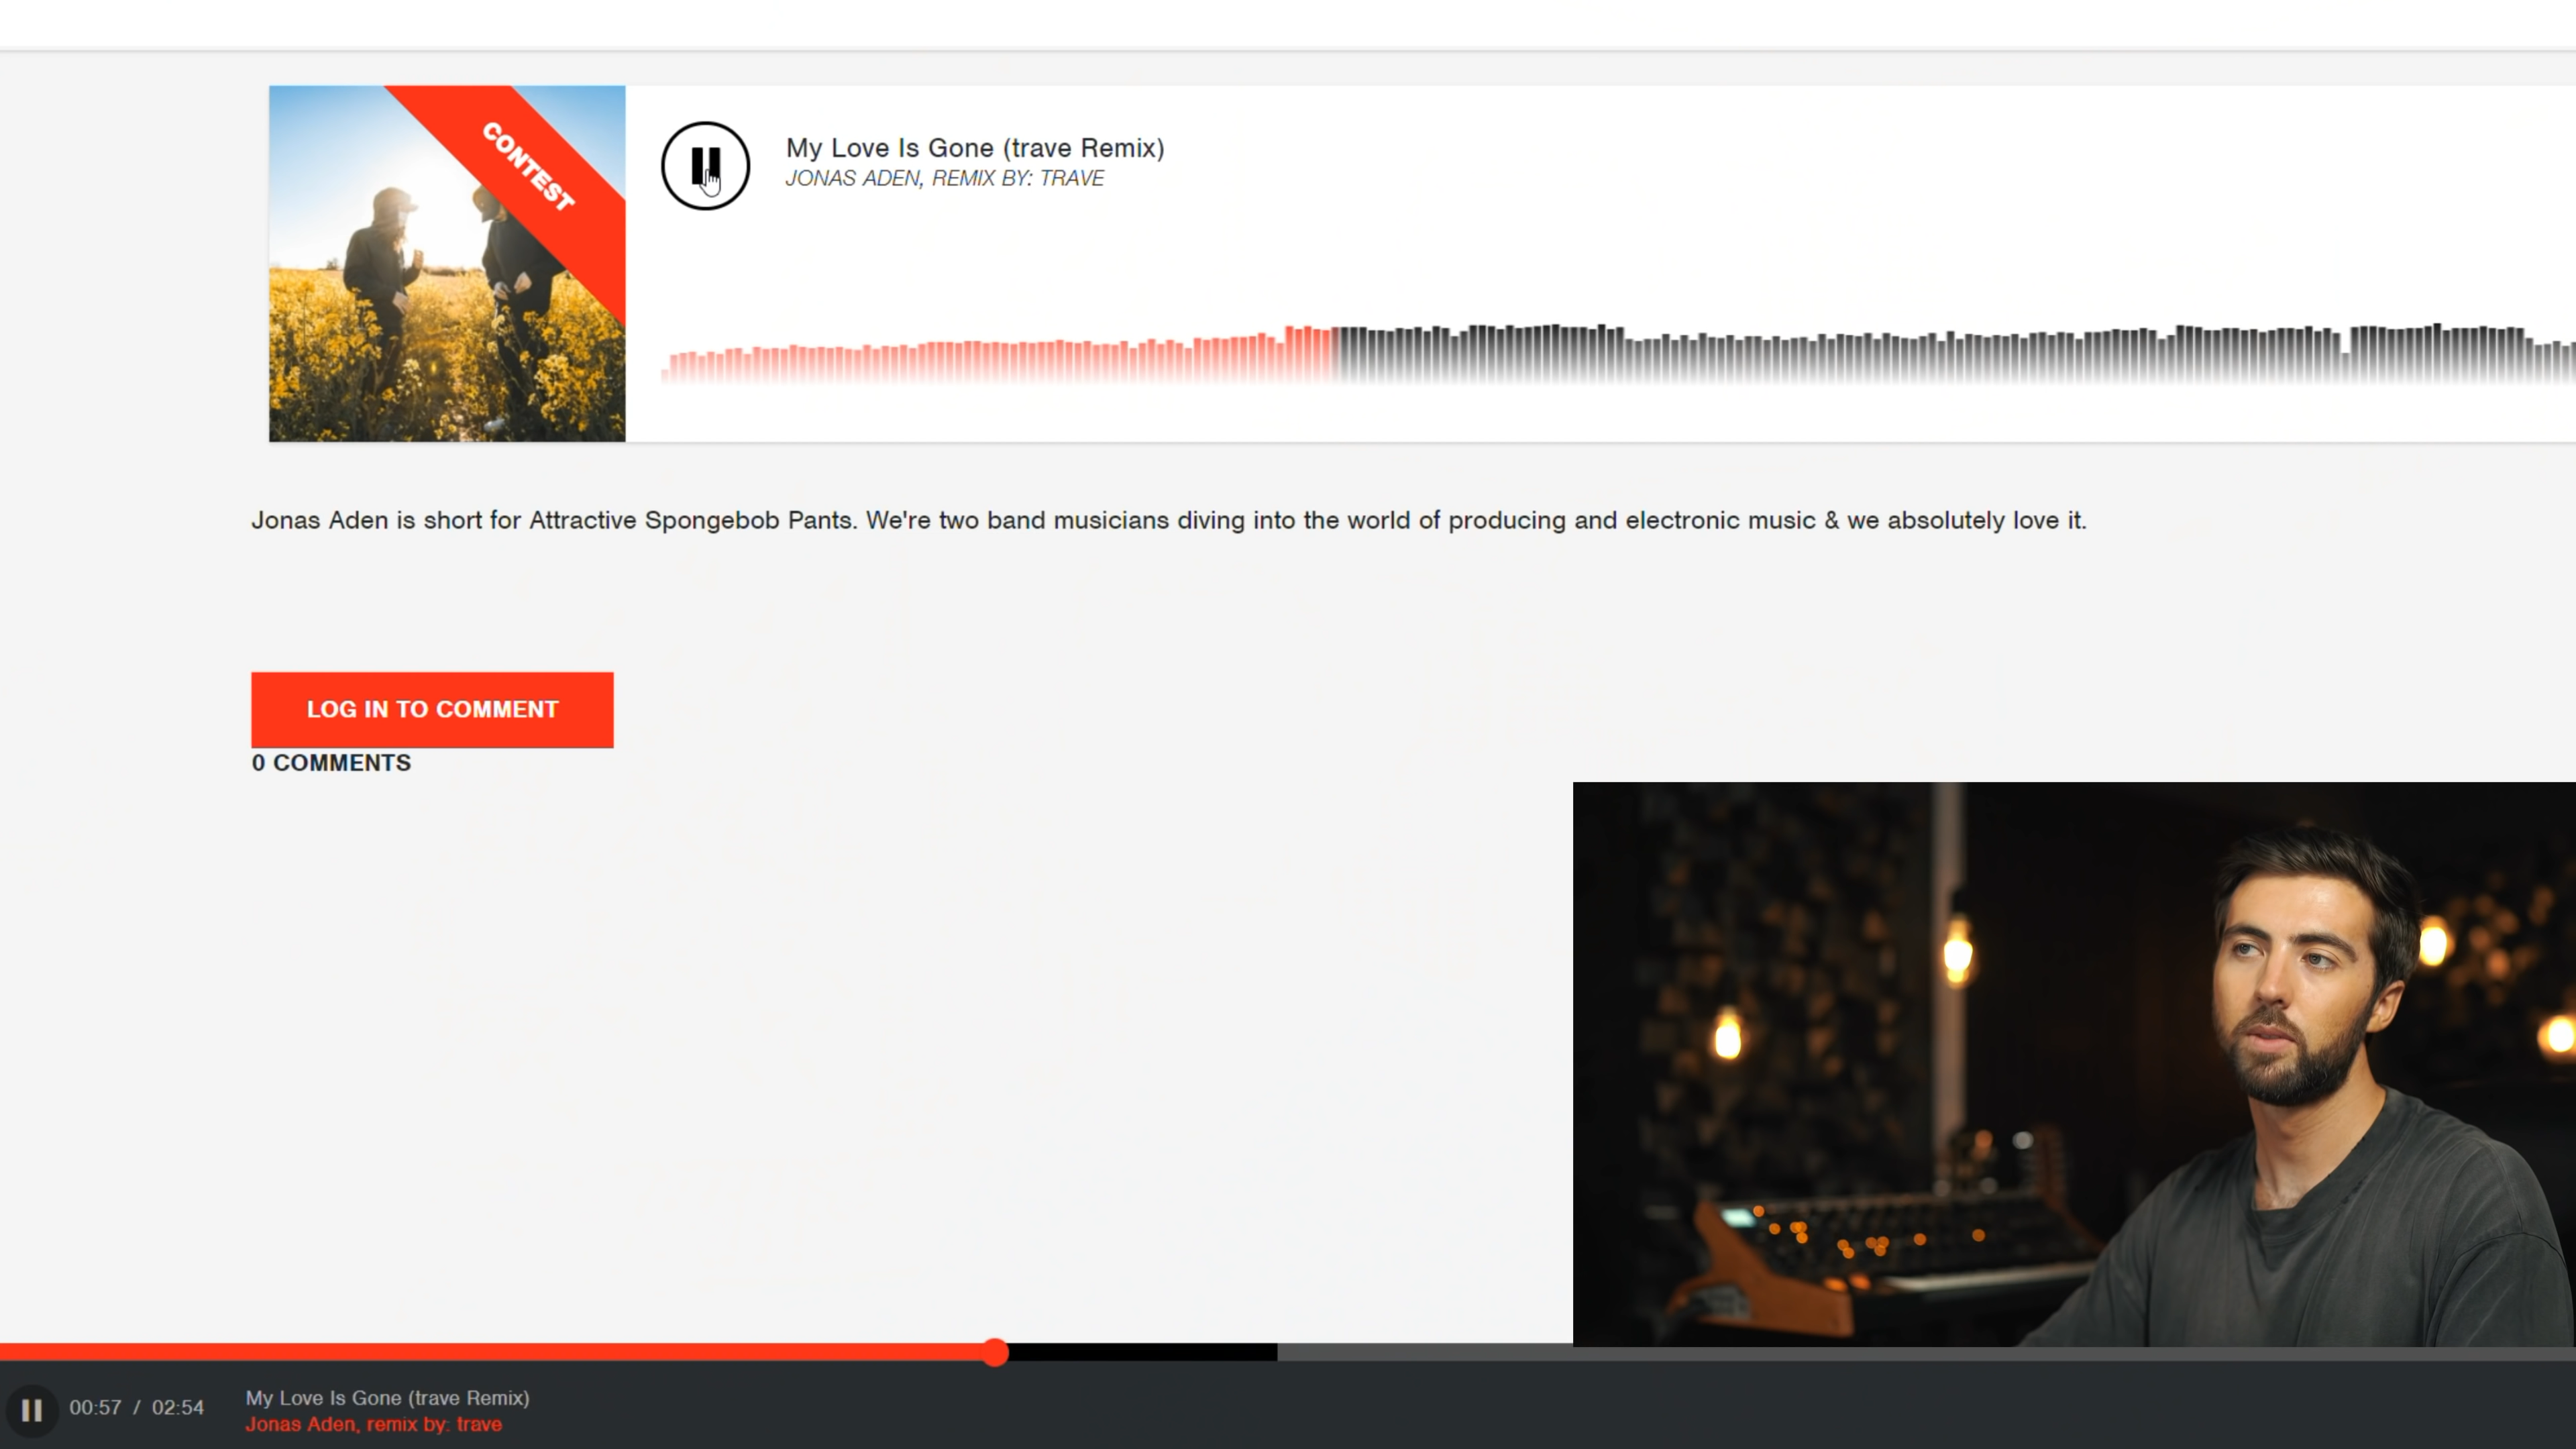 CONTEST
My Love Is Gone (trave Remix)
JONAS ADEN, REMIX BY: TRAVE
Jonas Aden is short for Attractive Spongebob Pants. We're two band musicians diving into the world of producing and electronic music & we absolutely love it.
LOG IN TO COMMENT
0 COMMENTS
00:57 / 02:54
My Love Is Gone (trave Remix)
Jonas Aden, remix by: trave